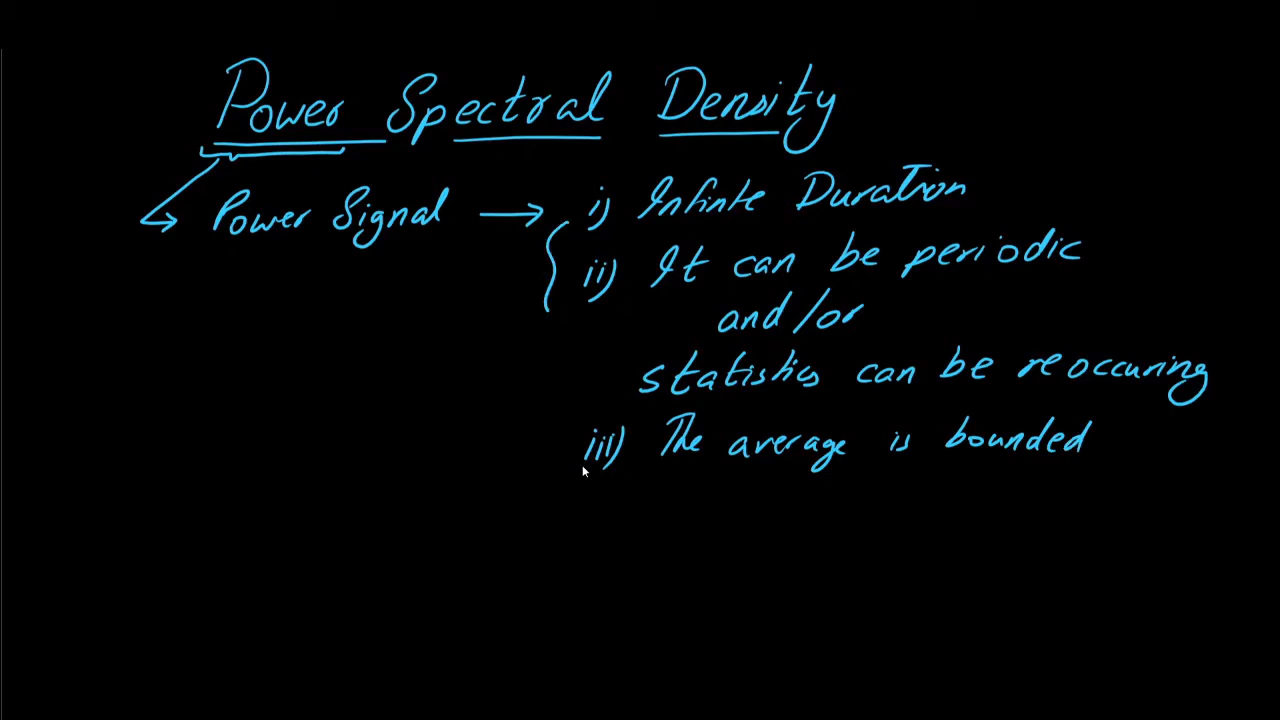 Power Spectral Density
Power Signal → i) Infinte Duration
ii) It can be periodic
and/or
statistics can be reoccuring
iii) The average is bounded